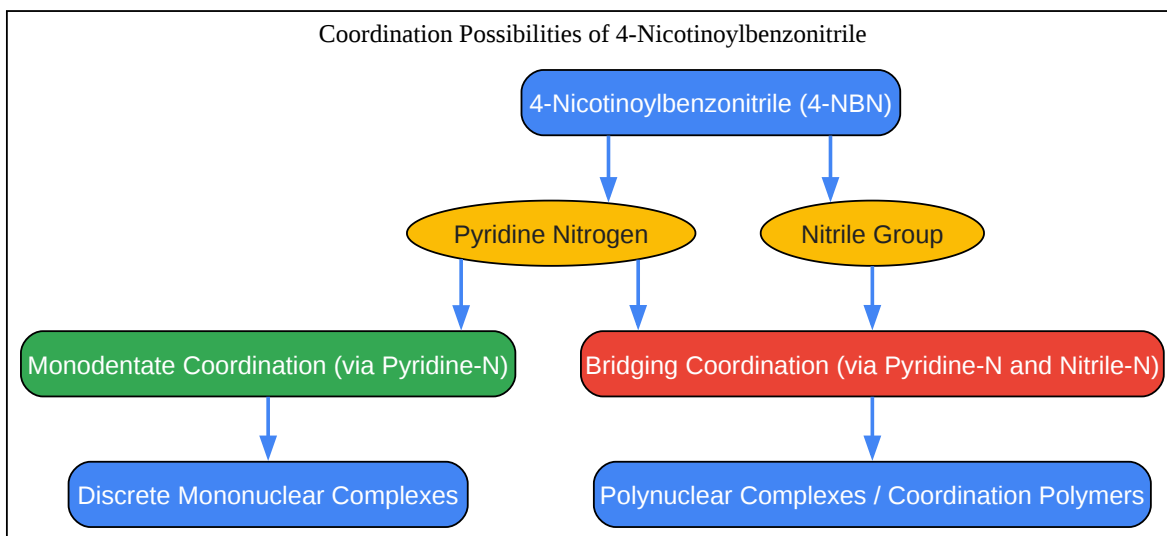 Coordination Possibilities of 4-Nicotinoylbenzonitrile
4-Nicotinoylbenzonitrile (4-NBN)
Pyridine Nitrogen
Nitrile Group
Monodentate Coordination (via Pyridine-N)
Bridging Coordination (via Pyridine-N and Nitrile-N)
Discrete Mononuclear Complexes
Polynuclear Complexes / Coordination Polymers